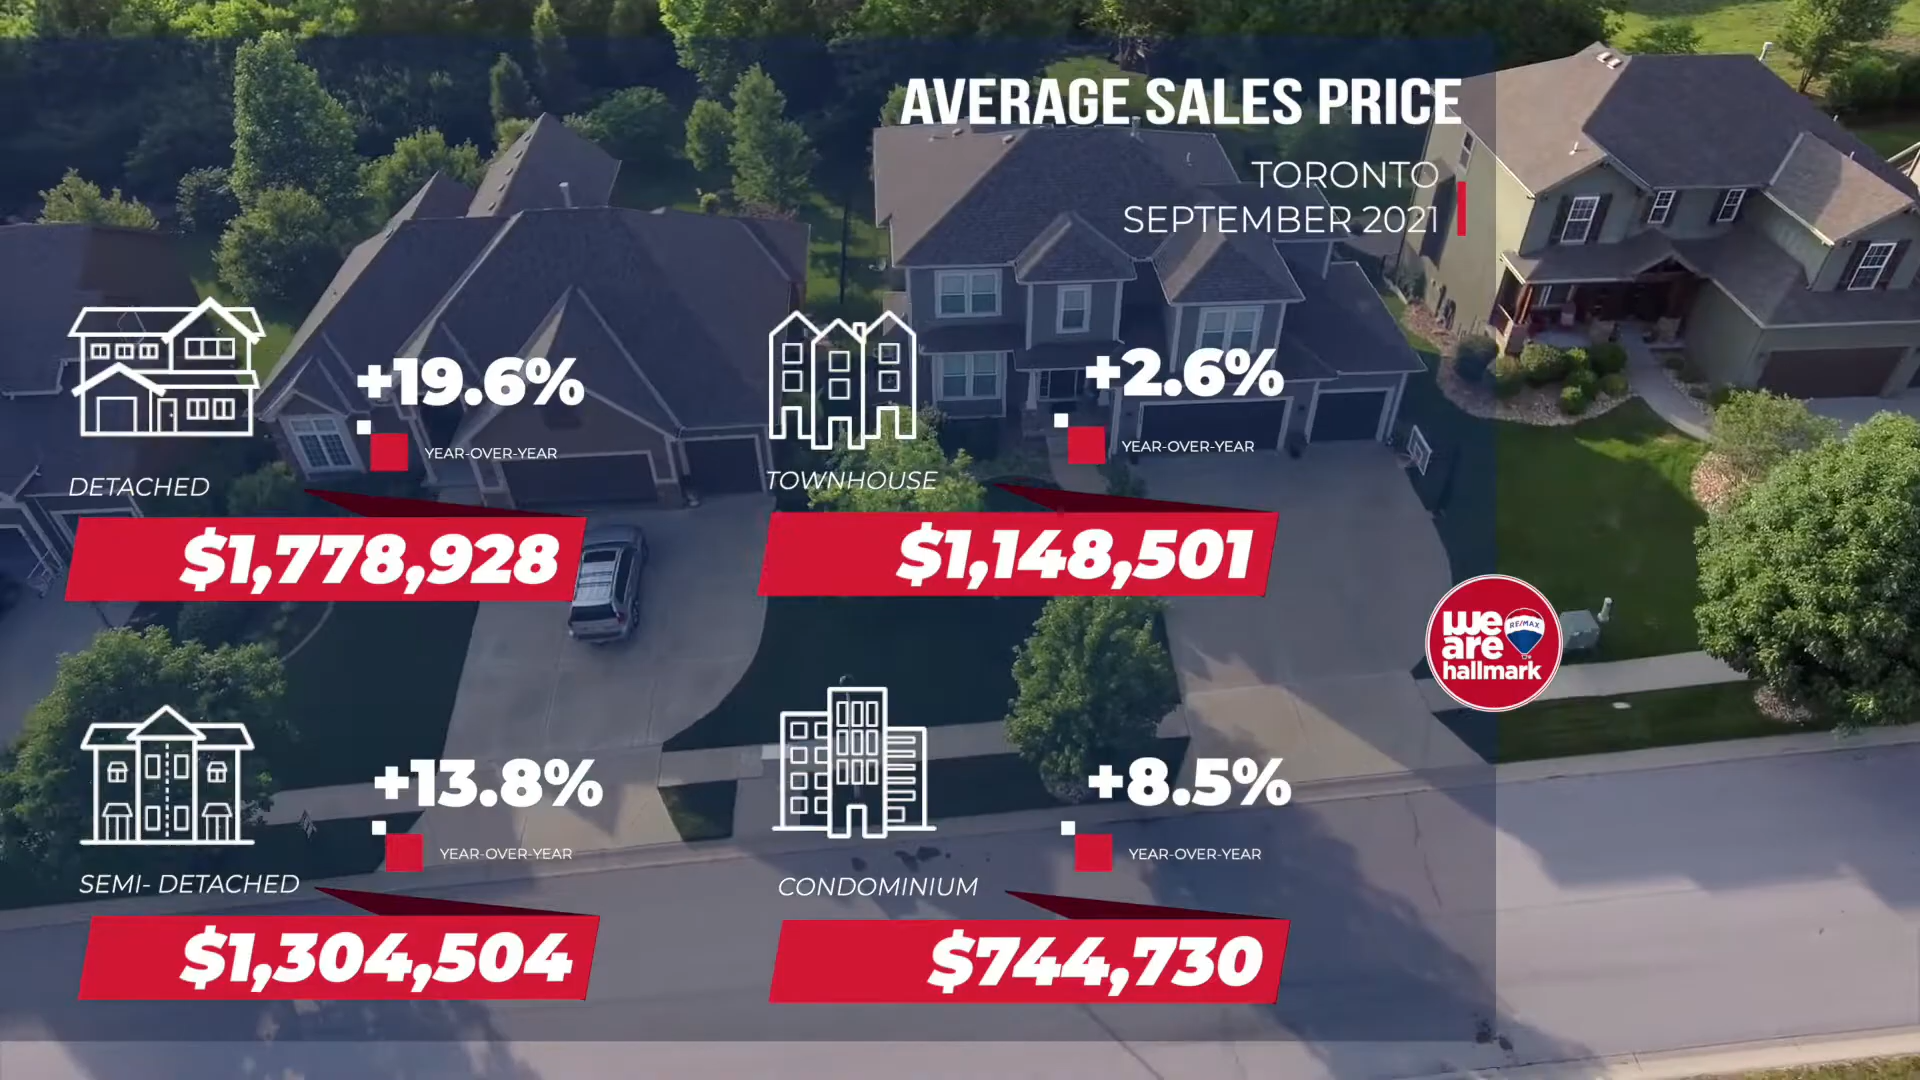 AVERAGE SALES PRICE
TORONTO
SEPTEMBER 2021
+19.6%
YEAR-OVER-YEAR
DETACHED
$1,778,928
+2.6%
YEAR-OVER-YEAR
TOWNHOUSE
$1,148,501
we
are
hallmark
RE/MAX
+13.8%
YEAR-OVER-YEAR
SEMI- DETACHED
$1,304,504
+8.5%
YEAR-OVER-YEAR
CONDOMINIUM
$744,730